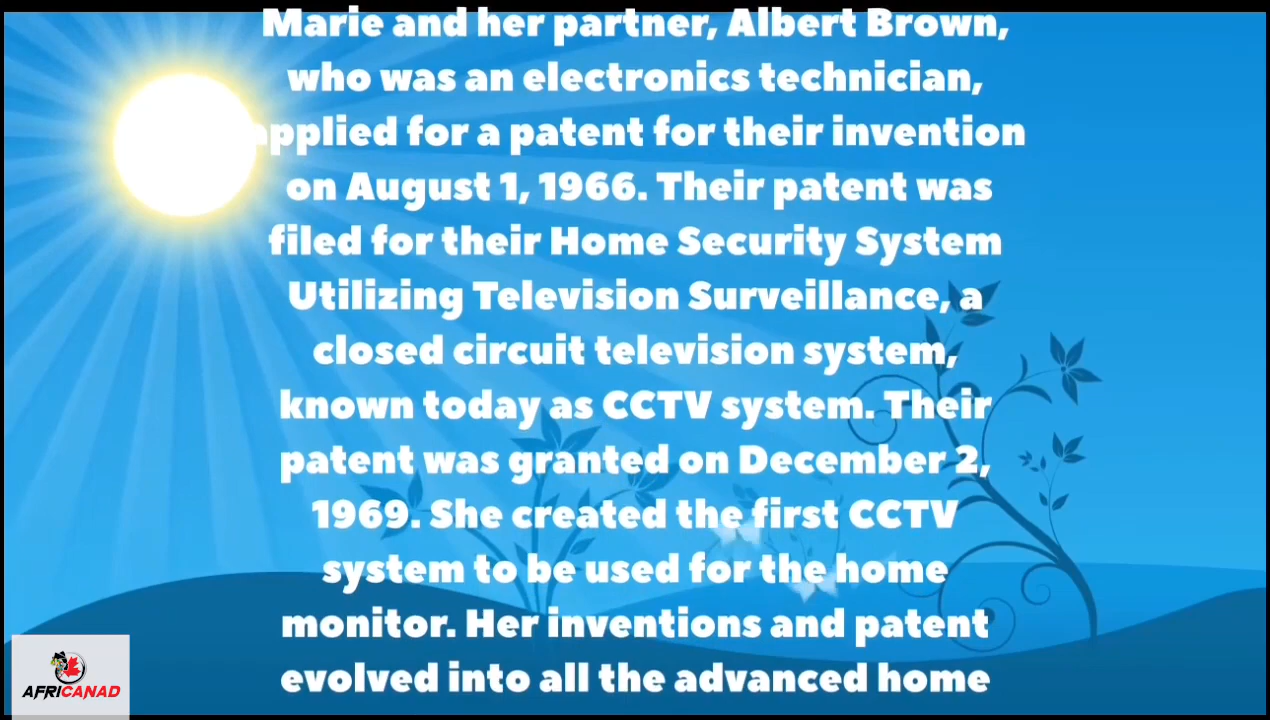 Marie and her partner, Albert Brown,
who was an electronics technician,
applied for a patent for their invention
on August 1, 1966. Their patent was
filed for their Home Security System
Utilizing Television Surveillance, a
closed circuit television system,
known today as CCTV system. Their
patent was granted on December 2,
1969. She created the first CCTV
system to be used for the home
monitor. Her inventions and patent
evolved into all the advanced home
AFRICANAD